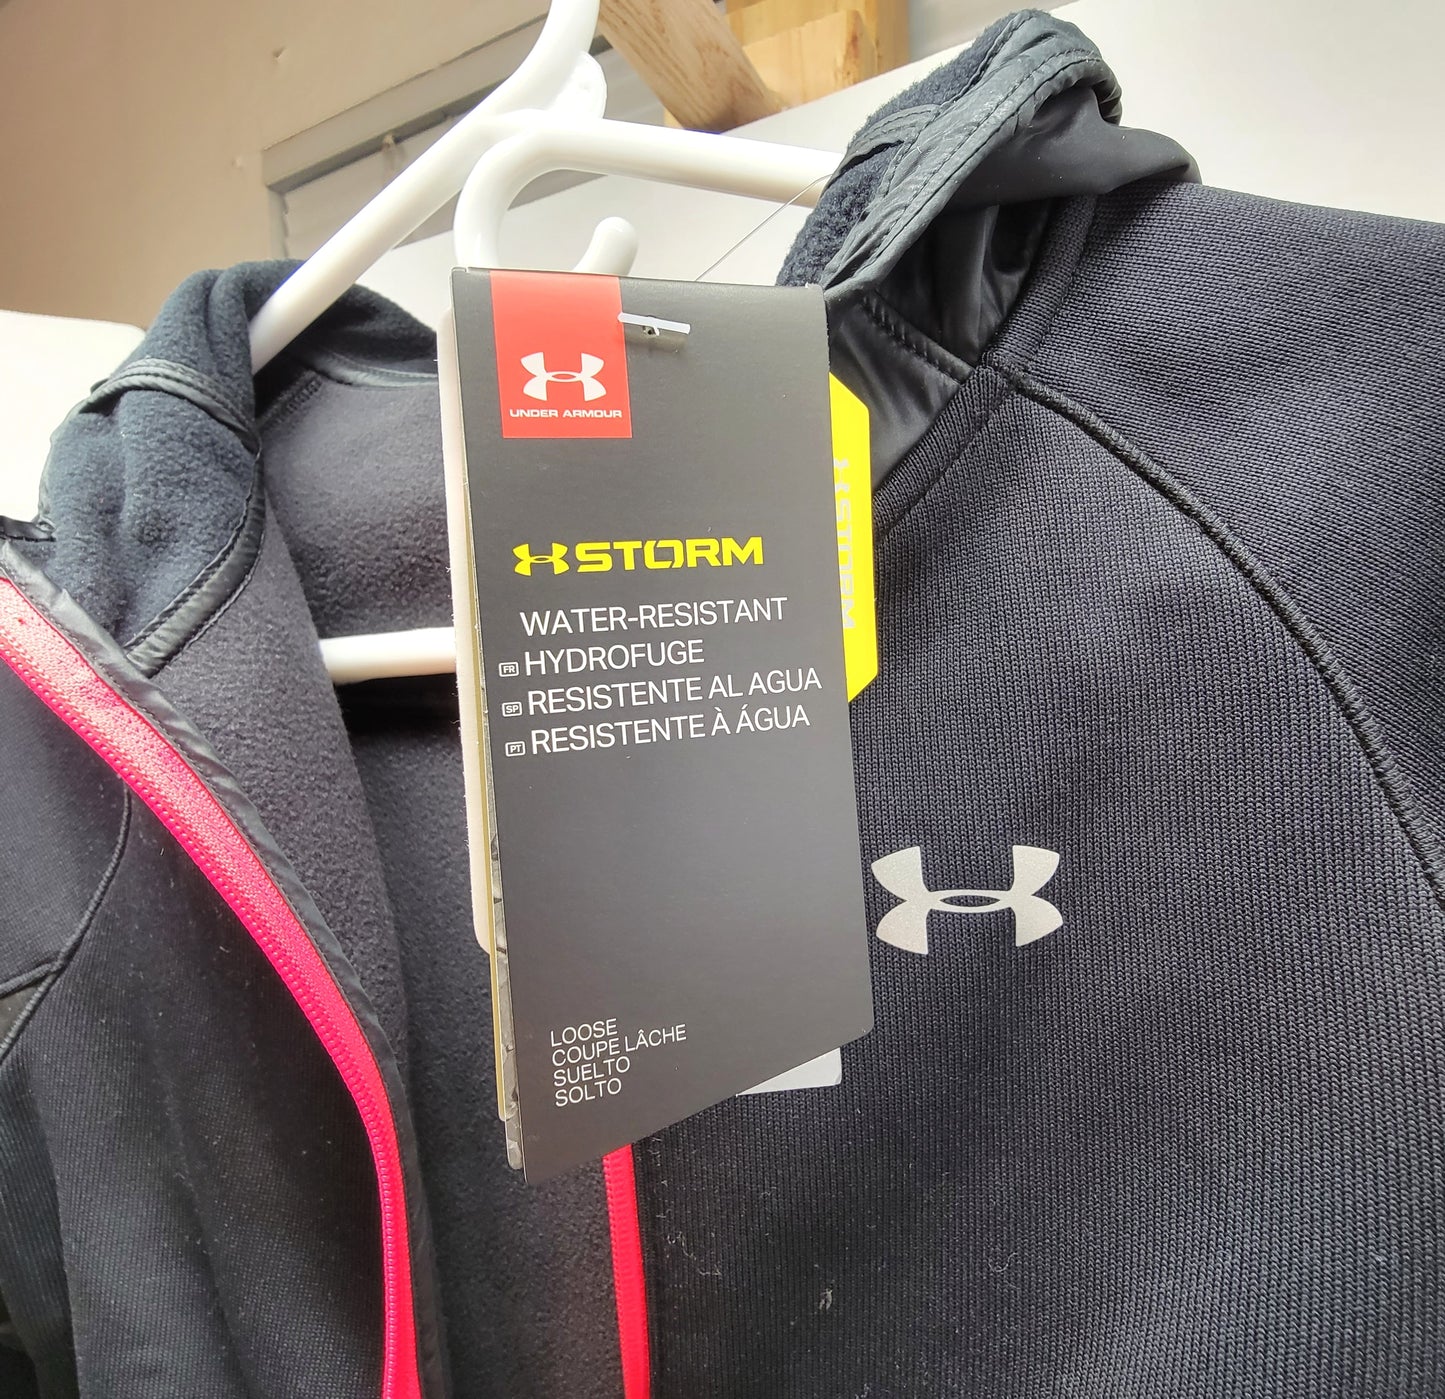 UNDER ARMOUR
STORM
WATER-RESISTANT
FR HYDROFUGE
SP RESISTENTE AL AGUA
PT RESISTENTE À ÁGUA
LOOSE
COUPE LÂCHE
SUELTO
SOLTO
STORM